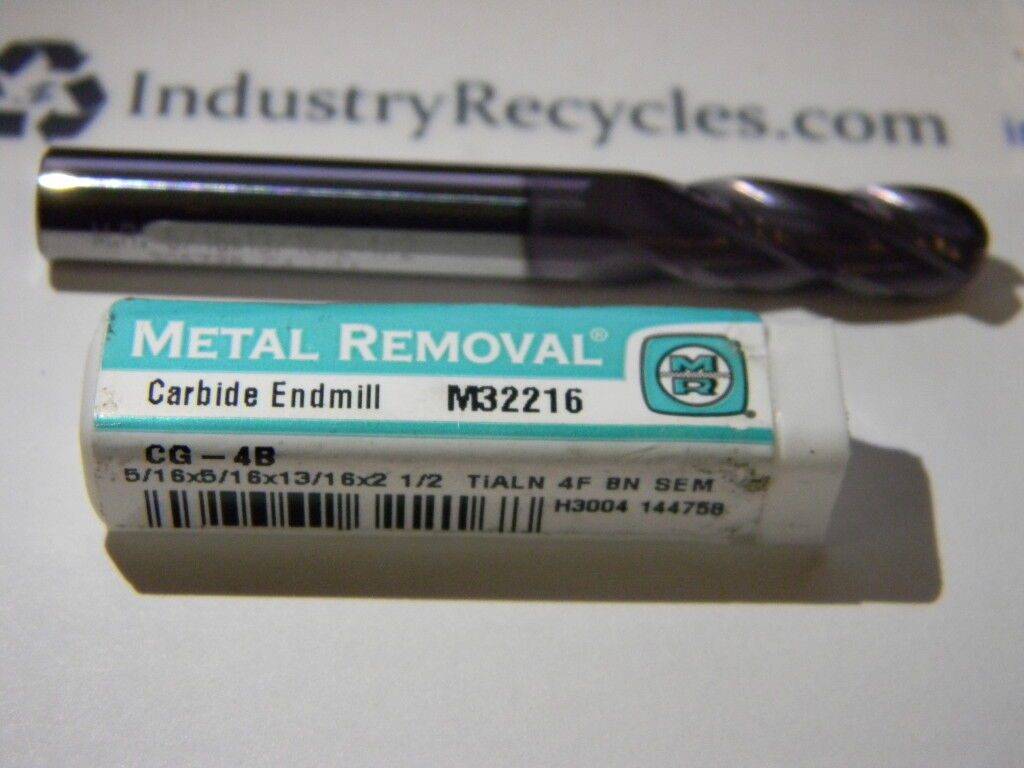 IndustryRecycles.com
METAL REMOVAL®
Carbide Endmill M32216
MR
CG-4B
5/16x5/16x13/16x2 1/2 TiALN 4F BN SEM
H3004 144758